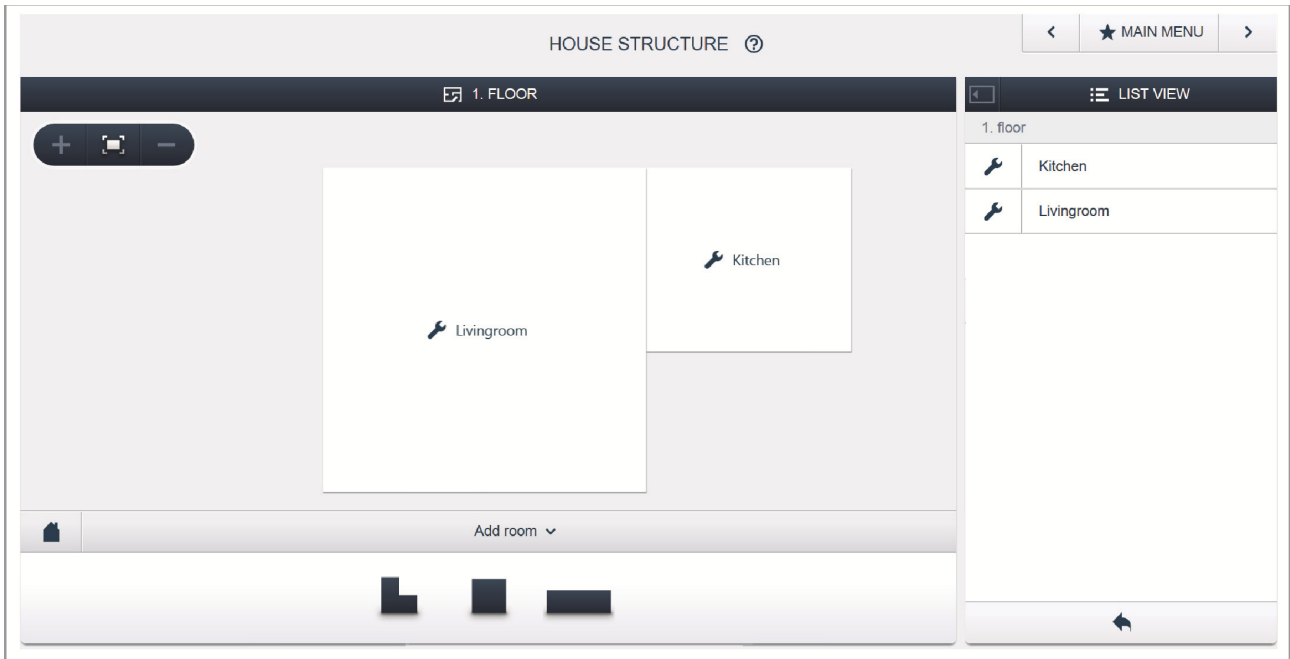 HOUSE STRUCTURE
MAIN MENU
1. FLOOR
LIST VIEW
1. floor
Kitchen
Livingroom
Kitchen
Livingroom
Add room